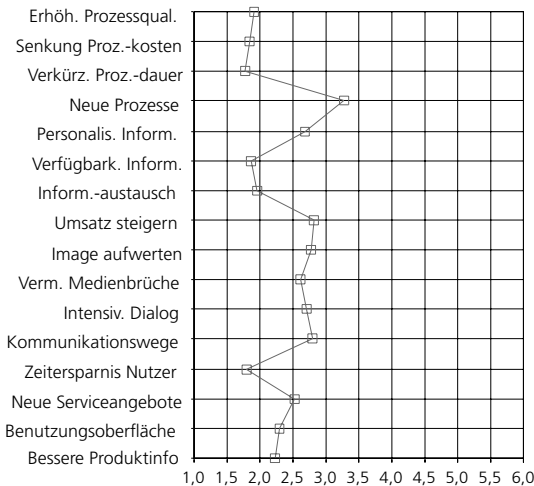 Erhöh. Prozessqual.
Senkung Proz.-kosten
Verkürz. Proz.-dauer
Neue Prozesse
Personalis. Inform.
Verfügbark. Inform.
Inform.-austausch
Umsatz steigern
Image aufwerten
Verm. Medienbrüche
Intensiv. Dialog
Kommunikationswege
Zeitersparnis Nutzer
Neue Serviceangebote
Benutzungsoberfläche
Bessere Produktinfo
1,0 1,5 2,0 2,5 3,0 3,5 4,0 4,5 5,0 5,5 6,0